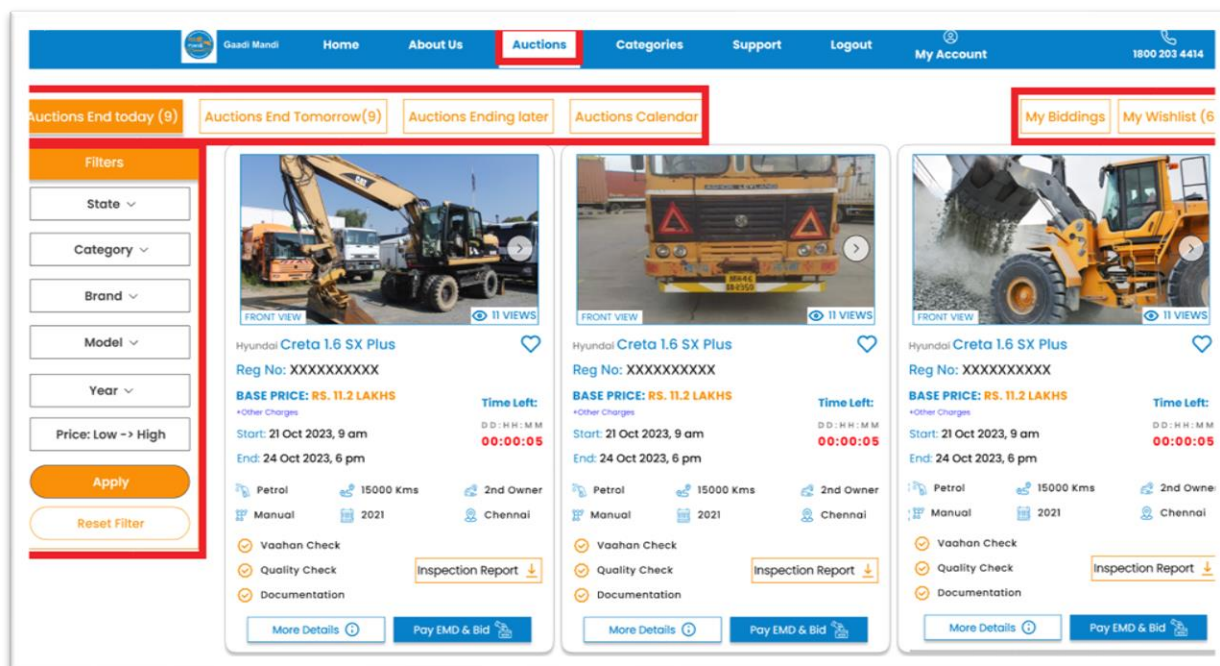 Gaadi Mandi Home About Us Auctions Categories Support Logout My Account 1800 203 4414
Auctions End today (9) Auctions End Tomorrow(9) Auctions Ending later Auctions Calendar My Biddings My Wishlist (6
Filters
State
Category
Brand
Model
Year
Price: Low -> High
Apply
Reset Filter
CAT
FRONT VIEW 11 VIEWS
Hyundai Creta 1.6 SX Plus
Reg No: XXXXXXXXXX
BASE PRICE: RS. 11.2 LAKHS
+Other Charges
Time Left:
Start: 21 Oct 2023, 9 am
DD:HH:MM
00:00:05
End: 24 Oct 2023, 6 pm
Petrol 15000 Kms 2nd Owner
Manual 2021 Chennai
Vaahan Check
Quality Check
Inspection Report
Documentation
More Details Pay EMD & Bid
ASHOK LEYLAND
FRONT VIEW 11 VIEWS
Hyundai Creta 1.6 SX Plus
Reg No: XXXXXXXXXX
BASE PRICE: RS. 11.2 LAKHS
+Other Charges
Time Left:
Start: 21 Oct 2023, 9 am
DD:HH:MM
00:00:05
End: 24 Oct 2023, 6 pm
Petrol 15000 Kms 2nd Owner
Manual 2021 Chennai
Vaahan Check
Quality Check
Inspection Report
Documentation
More Details Pay EMD & Bid
FRONT VIEW 11 VIEWS
Hyundai Creta 1.6 SX Plus
Reg No: XXXXXXXXXX
BASE PRICE: RS. 11.2 LAKHS
+Other Charges
Time Left:
Start: 21 Oct 2023, 9 am
DD:HH:MM
00:00:05
End: 24 Oct 2023, 6 pm
Petrol 15000 Kms 2nd Owne
Manual 2021 Chennai
Vaahan Check
Quality Check
Inspection Report
Documentation
More Details Pay EMD & Bid